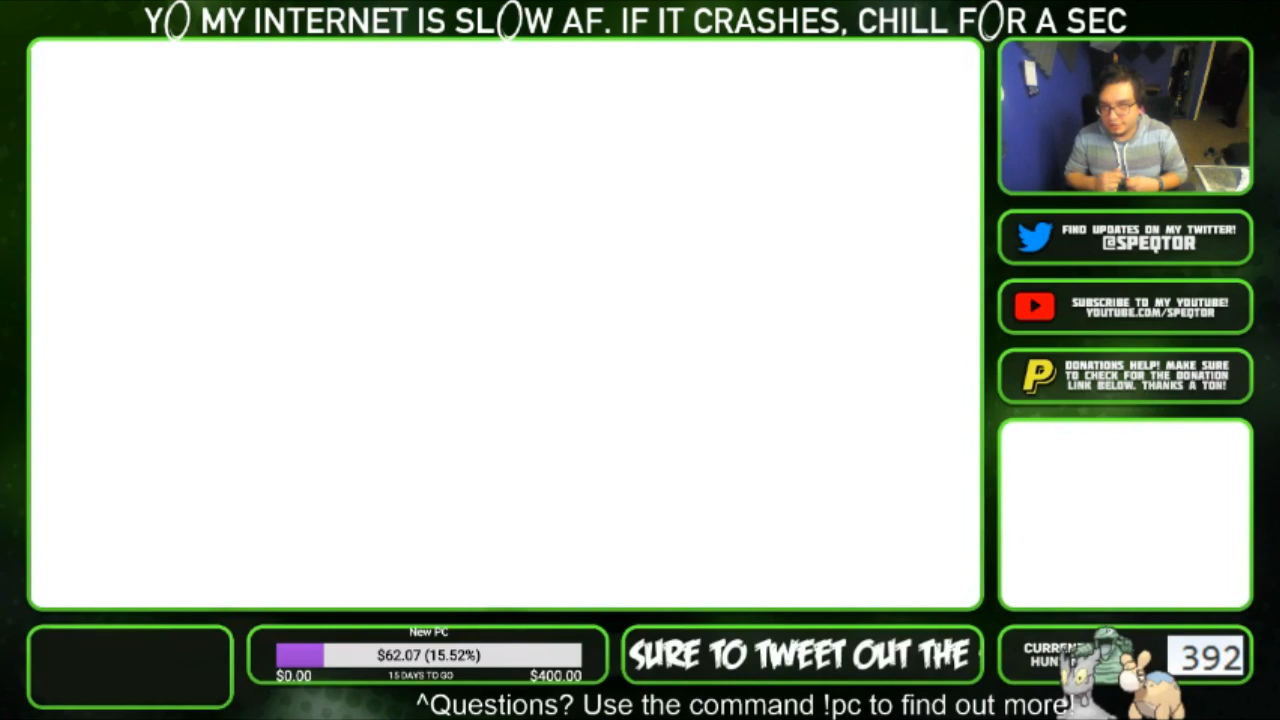 YO MY INTERNET IS SLOW AF. IF IT CRASHES, CHILL FOR A SEC
FIND UPDATES ON MY TWITTER!
@SPEQTOR
SUBSCRIBE TO MY YOUTUBE!
YOUTUBE.COM/SPEQTOR
DONATIONS HELP! MAKE SURE
TO CHECK FOR THE DONATION
LINK BELOW. THANKS A TON!
New PC
$62.07 (15.52%)
$0.00 15 DAYS TO GO $400.00
SURE TO TWEET OUT THE
392
^Questions? Use the command !pc to find out more!